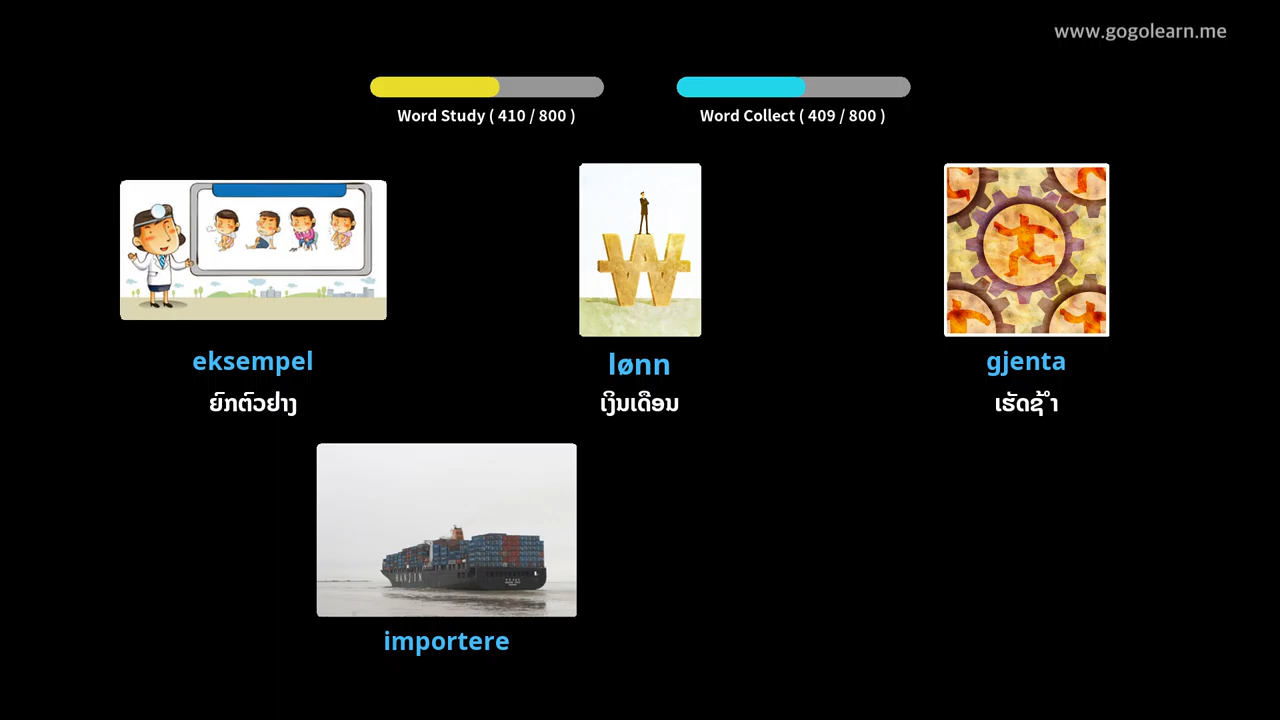 www.gogolearn.me
Word Study ( 410 / 800 )
Word Collect ( 409 / 800 )
eksempel
lønn
gjenta
ຍົກຕົວຢ່າງ
ເງິນເດືອນ
ເຮັດຊ້ໍາ
HANJIN
importere